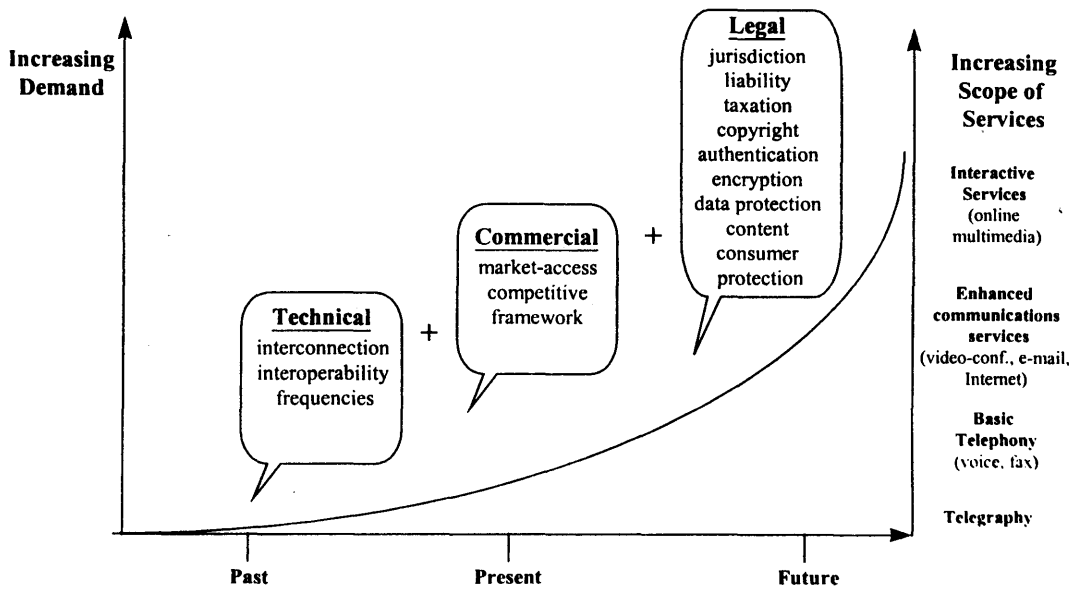 Increasing
Demand
Legal
jurisdiction
liability
taxation
copyright
authentication
encryption
data protection
content
consumer
protection
+
Commercial
market-access
competitive
framework
+
Technical
interconnection
interoperability
frequencies
Increasing
Scope of
Services
Interactive
Services
(online
multimedia)
Enhanced
communications
services
(video-conf., e-mail,
Internet)
Basic
Telephony
(voice, fax)
Telegraphy
Past
Present
Future